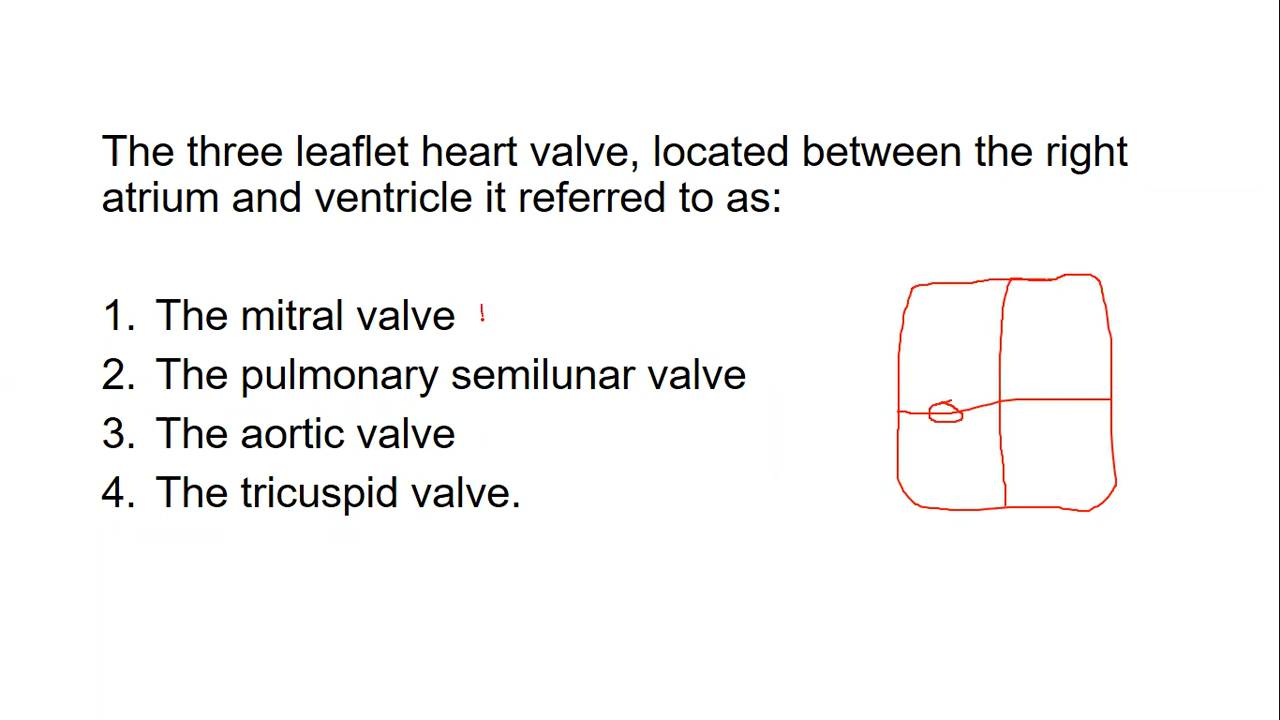 The three leaflet heart valve, located between the right
atrium and ventricle it referred to as:
1. The mitral valve !
2. The pulmonary semilunar valve
3. The aortic valve
4. The tricuspid valve.